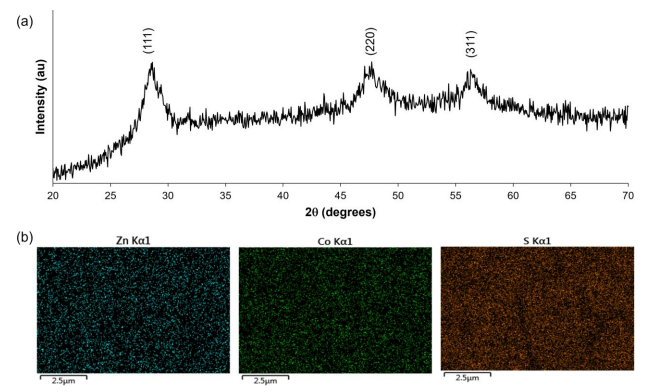 (a)
(111)
(220)
(311)
Intensity (au)
20 25 30 35 40 45 50 55 60 65 70
2θ (degrees)
(b)
Zn Kα1 Co Kα1 S Kα1
2.5μm 2.5μm 2.5μm